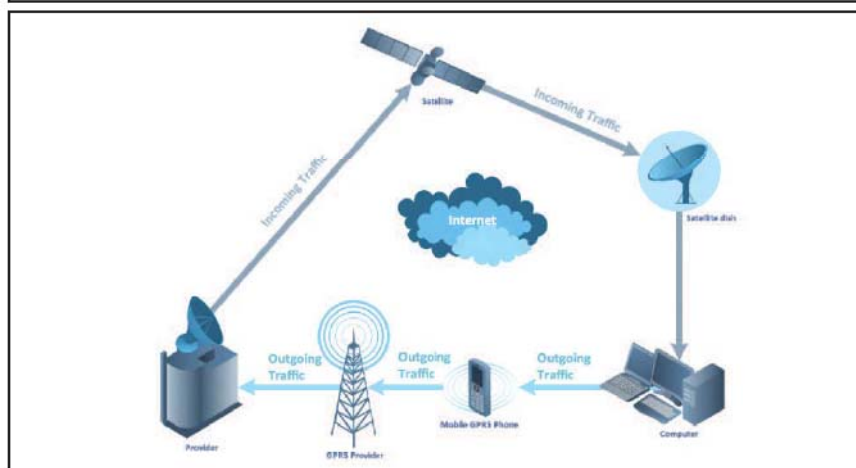 Satellite
Incoming Traffic
Incoming Traffic
Internet
Satellite dish
Outgoing
Traffic
Outgoing
Traffic
Outgoing
Traffic
Provider
GPRS Provider
Mobile GPRS Phone
Computer